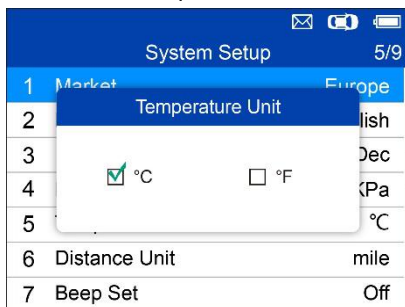 System Setup 5/9
1 Market Europe
Temperature Unit
2 lish
3 Dec
°C °F
4 KPa
5 °C
6 Distance Unit mile
7 Beep Set Off